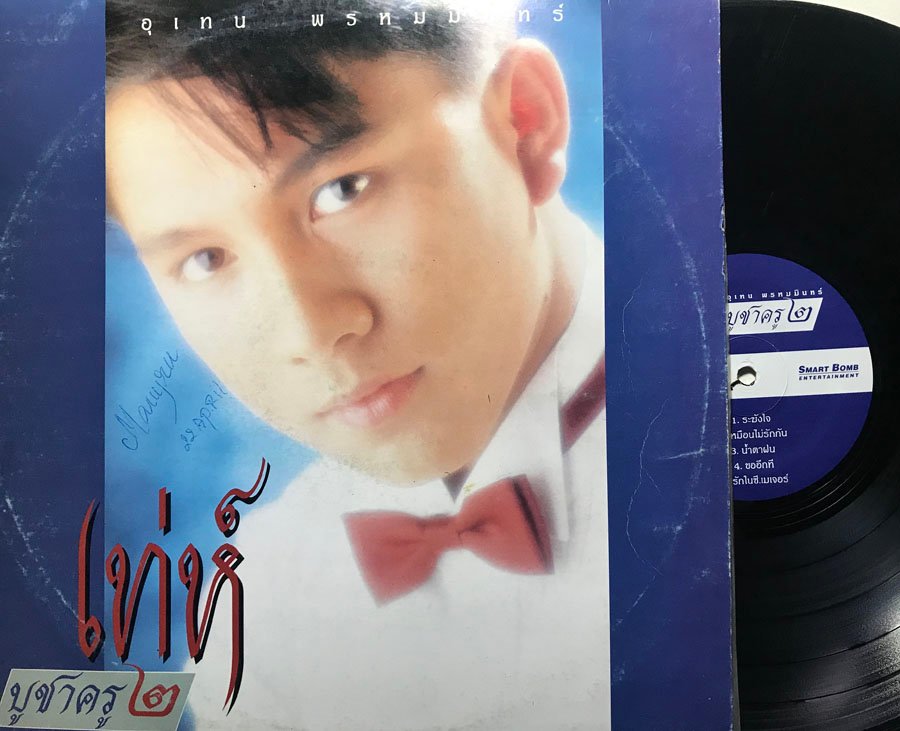 อุเทน พรหมมินทร์
22 APRIL
เท่ห์
บูชาครู ๒
อุเทน พรหมมินทร์
บูชาครู ๒
SMART BOMB
ENTERTAINMENT
1. ระฆังใจ
หมือนไม่รักกัน
3. น้ำตาฝน
4. ขออีกที
รักในซี.เมเจอร์